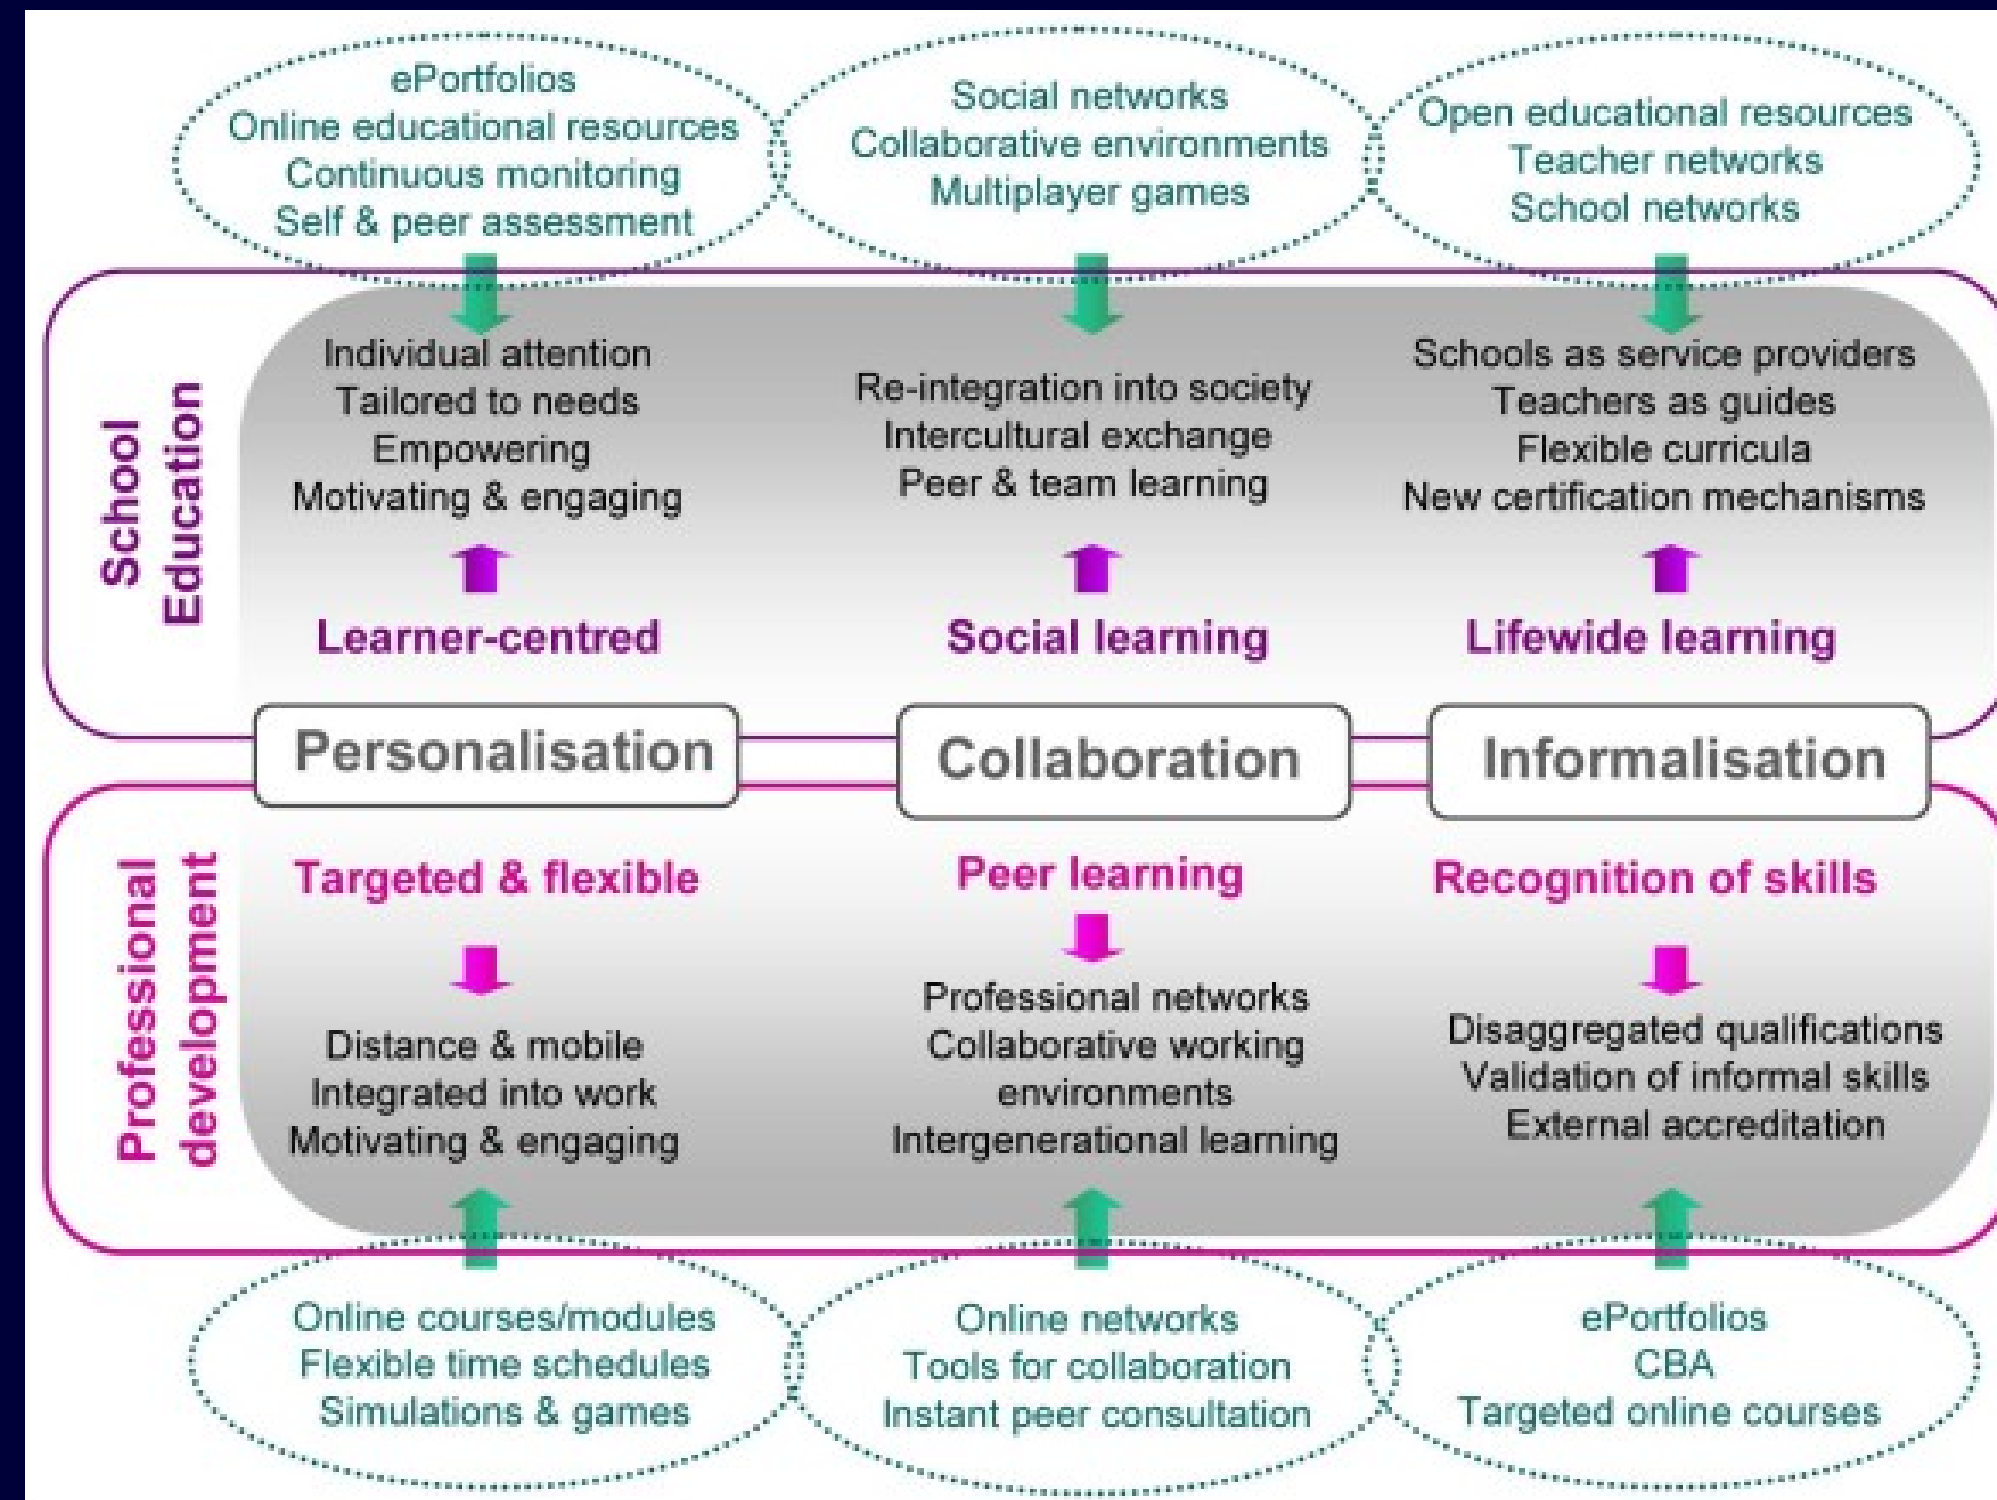 ePortfolios
Online educational resources
Continuous monitoring
Self & peer assessment
Social networks
Collaborative environments
Multiplayer games
Open educational resources
Teacher networks
School networks
School
Education
Individual attention
Tailored to needs
Empowering
Motivating & engaging
Learner-centred
Re-integration into society
Intercultural exchange
Peer & team learning
Social learning
Schools as service providers
Teachers as guides
Flexible curricula
New certification mechanisms
Lifewide learning
Personalisation
Collaboration
Informalisation
Professional
development
Targeted & flexible
Distance & mobile
Integrated into work
Motivating & engaging
Peer learning
Professional networks
Collaborative working
environments
Intergenerational learning
Recognition of skills
Disaggregated qualifications
Validation of informal skills
External accreditation
Online courses/modules
Flexible time schedules
Simulations & games
Online networks
Tools for collaboration
Instant peer consultation
ePortfolios
CBA
Targeted online courses